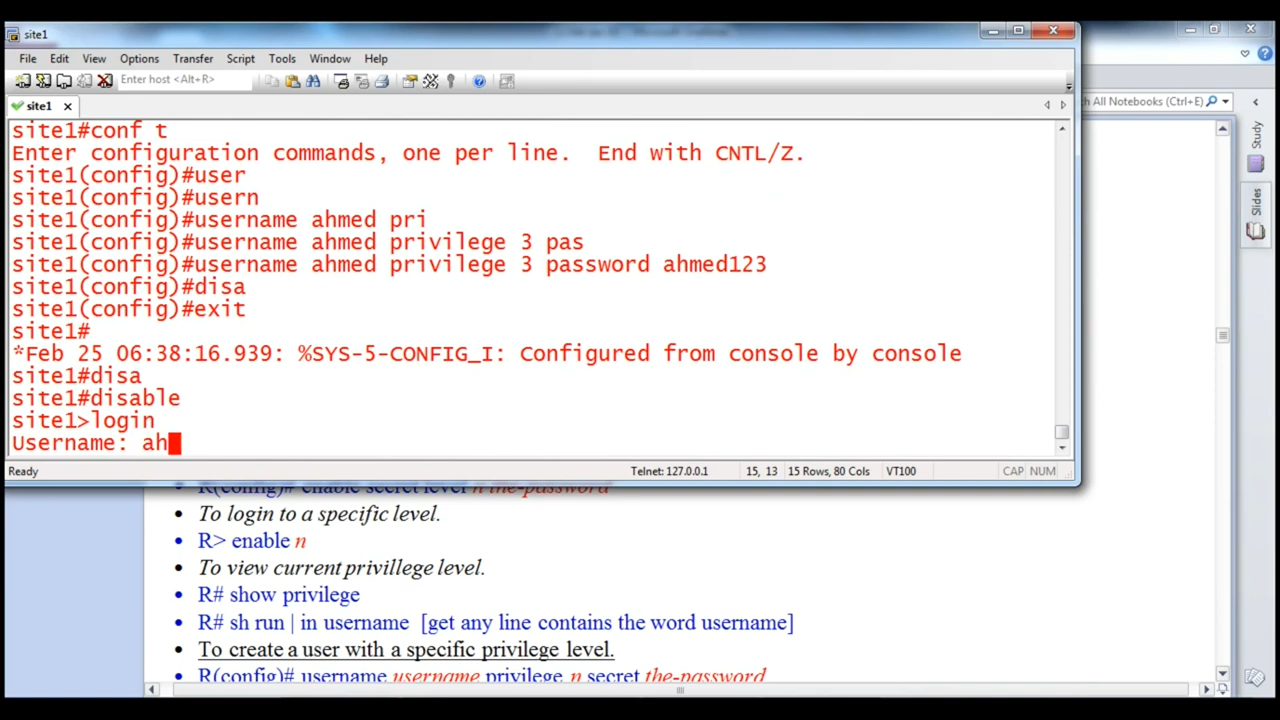 site1
File Edit View Options Transfer Script Tools Window Help
Enter host <Alt+R>
th All Notebooks (Ctrl+E)
site1
Study
Slides
site1#conf t
Enter configuration commands, one per line.  End with CNTL/Z.
site1(config)#user
site1(config)#usern
site1(config)#username ahmed pri
site1(config)#username ahmed privilege 3 pas
site1(config)#username ahmed privilege 3 password ahmed123
site1(config)#disa
site1(config)#exit
site1#
*Feb 25 06:38:16.939: %SYS-5-CONFIG_I: Configured from console by console
site1#disa
site1#disable
site1>login
Username: ah
Ready Telnet: 127.0.0.1 15, 13 15 Rows, 80 Cols VT100 CAP NUM
• R(config)# enable secret level n the-password
• To login to a specific level.
• R> enable n
• To view current privillege level.
• R# show privilege
• R# sh run | in username [get any line contains the word username]
• To create a user with a specific privilege level.
• R(config)# username username privilege n secret the-password